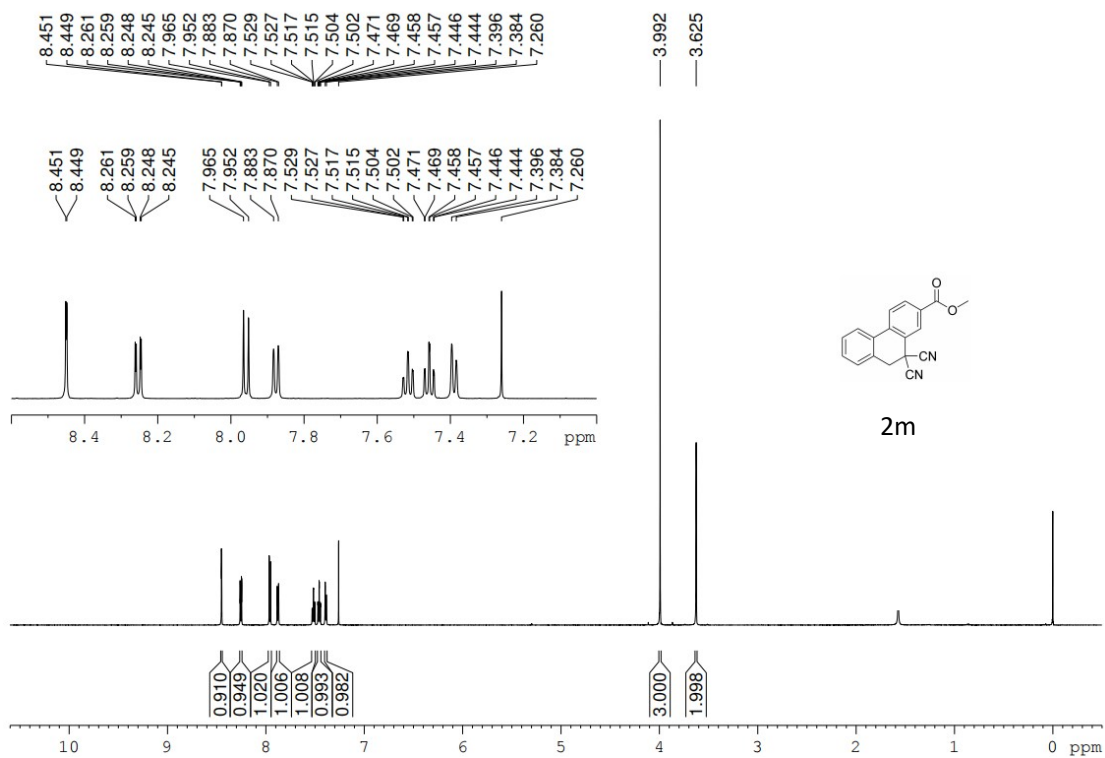 8.451 8.449 8.261 8.259 8.248 8.245 7.965 7.952 7.883 7.870 7.529 7.527 7.517 7.515 7.504 7.502 7.471 7.469 7.458 7.457 7.446 7.444 7.396 7.384 7.260 3.992 3.625
8.451 8.449 8.261 8.259 8.248 8.245 7.965 7.952 7.883 7.870 7.529 7.527 7.517 7.515 7.504 7.502 7.471 7.469 7.458 7.457 7.446 7.444 7.396 7.384 7.260
O
O
CN
CN
2m
8.4 8.2 8.0 7.8 7.6 7.4 7.2 ppm
0.910 0.949 1.020 1.006 1.008 0.993 0.982 3.000 1.998
10 9 8 7 6 5 4 3 2 1 0 ppm